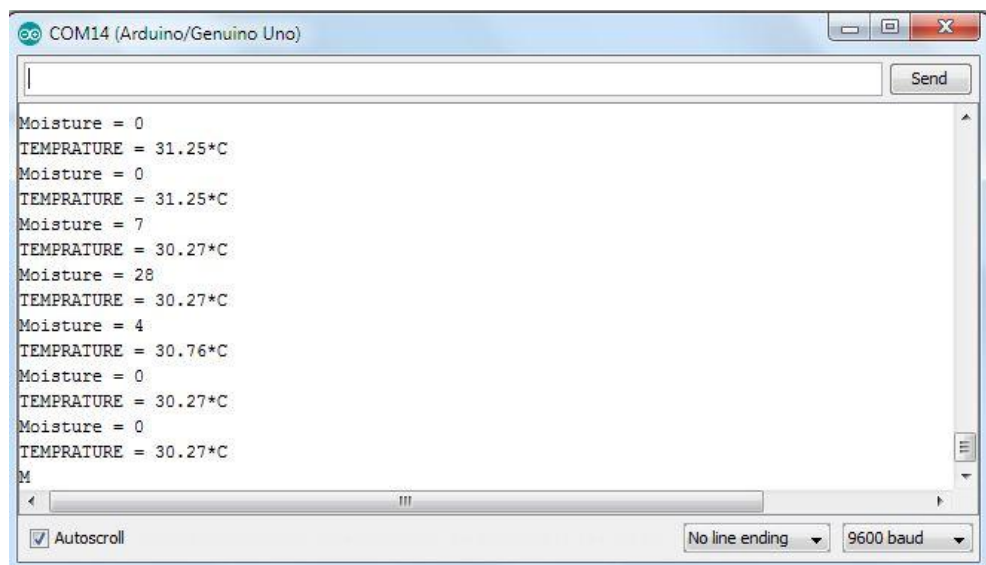 COM14 (Arduino/Genuino Uno)
Send
Moisture = 0
TEMPRATURE = 31.25*C
Moisture = 0
TEMPRATURE = 31.25*C
Moisture = 7
TEMPRATURE = 30.27*C
Moisture = 28
TEMPRATURE = 30.27*C
Moisture = 4
TEMPRATURE = 30.76*C
Moisture = 0
TEMPRATURE = 30.27*C
Moisture = 0
TEMPRATURE = 30.27*C
M
Autoscroll No line ending 9600 baud